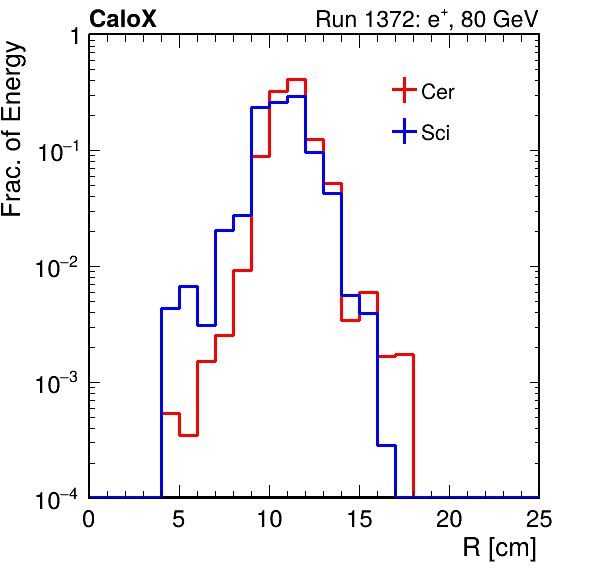 CaloX Run 1372: e⁺, 80 GeV
Frac. of Energy
1
10⁻¹
10⁻²
10⁻³
10⁻⁴
Cer
Sci
0 5 10 15 20 25
R [cm]